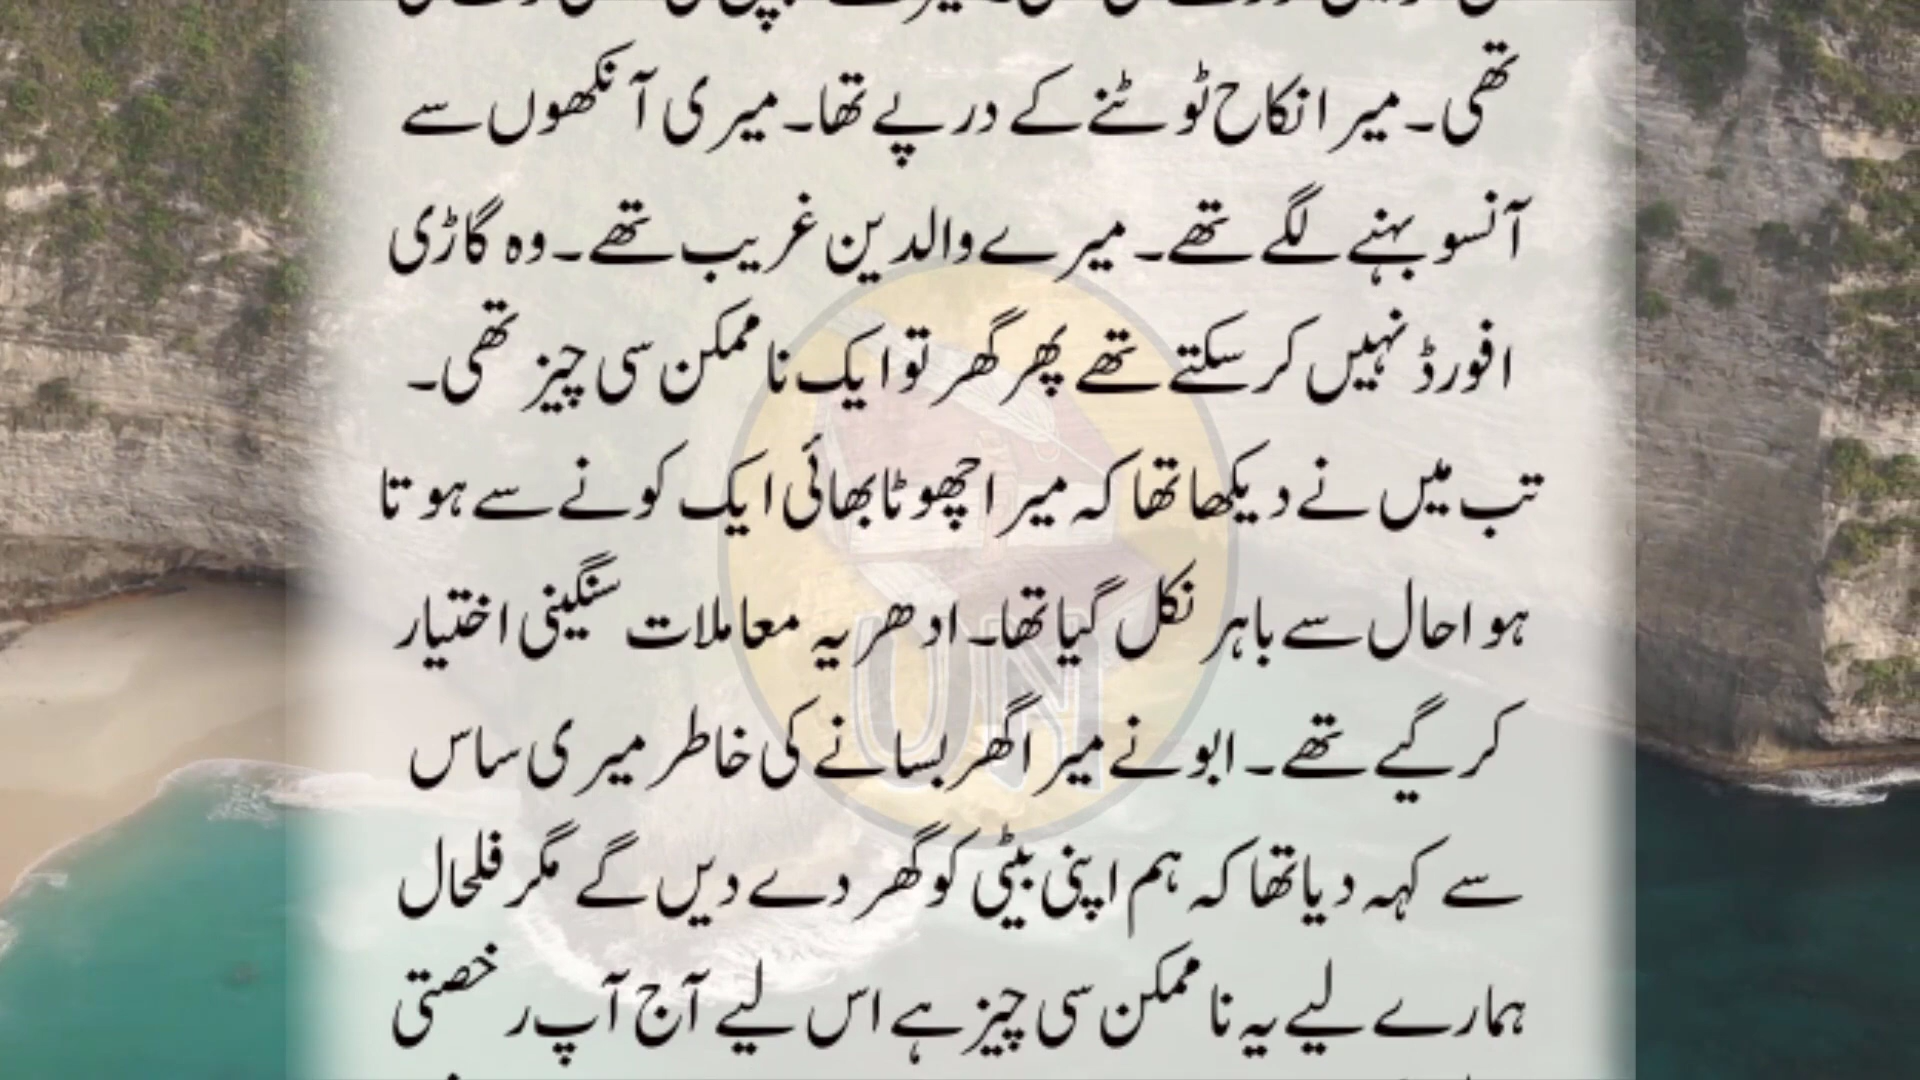 تھی۔ میرا نکاح ٹوٹنے کے درپے تھا۔ میری آنکھوں سے
آنسو بہنے لگے تھے۔ میرے والدین غریب تھے۔ وہ گاڑی
افورڈ نہیں کر سکتے تھے پھر گھر تو ایک ناممکن سی چیز تھی۔
تب میں نے دیکھا تھا کہ میرا چھوٹا بھائی ایک کونے سے ہوتا
ہوا حال سے باہر نکل گیا تھا۔ ادھر یہ معاملات سنگینی اختیار
کر گیے تھے۔ ابو نے میرا گھر بسانے کی خاطر میری ساس
سے کہہ دیا تھا کہ ہم اپنی بیٹی کو گھر دے دیں گے مگر فلحال
ہمارے لیے یہ ناممکن سی چیز ہے اس لیے آج آپ رخصتی
UN